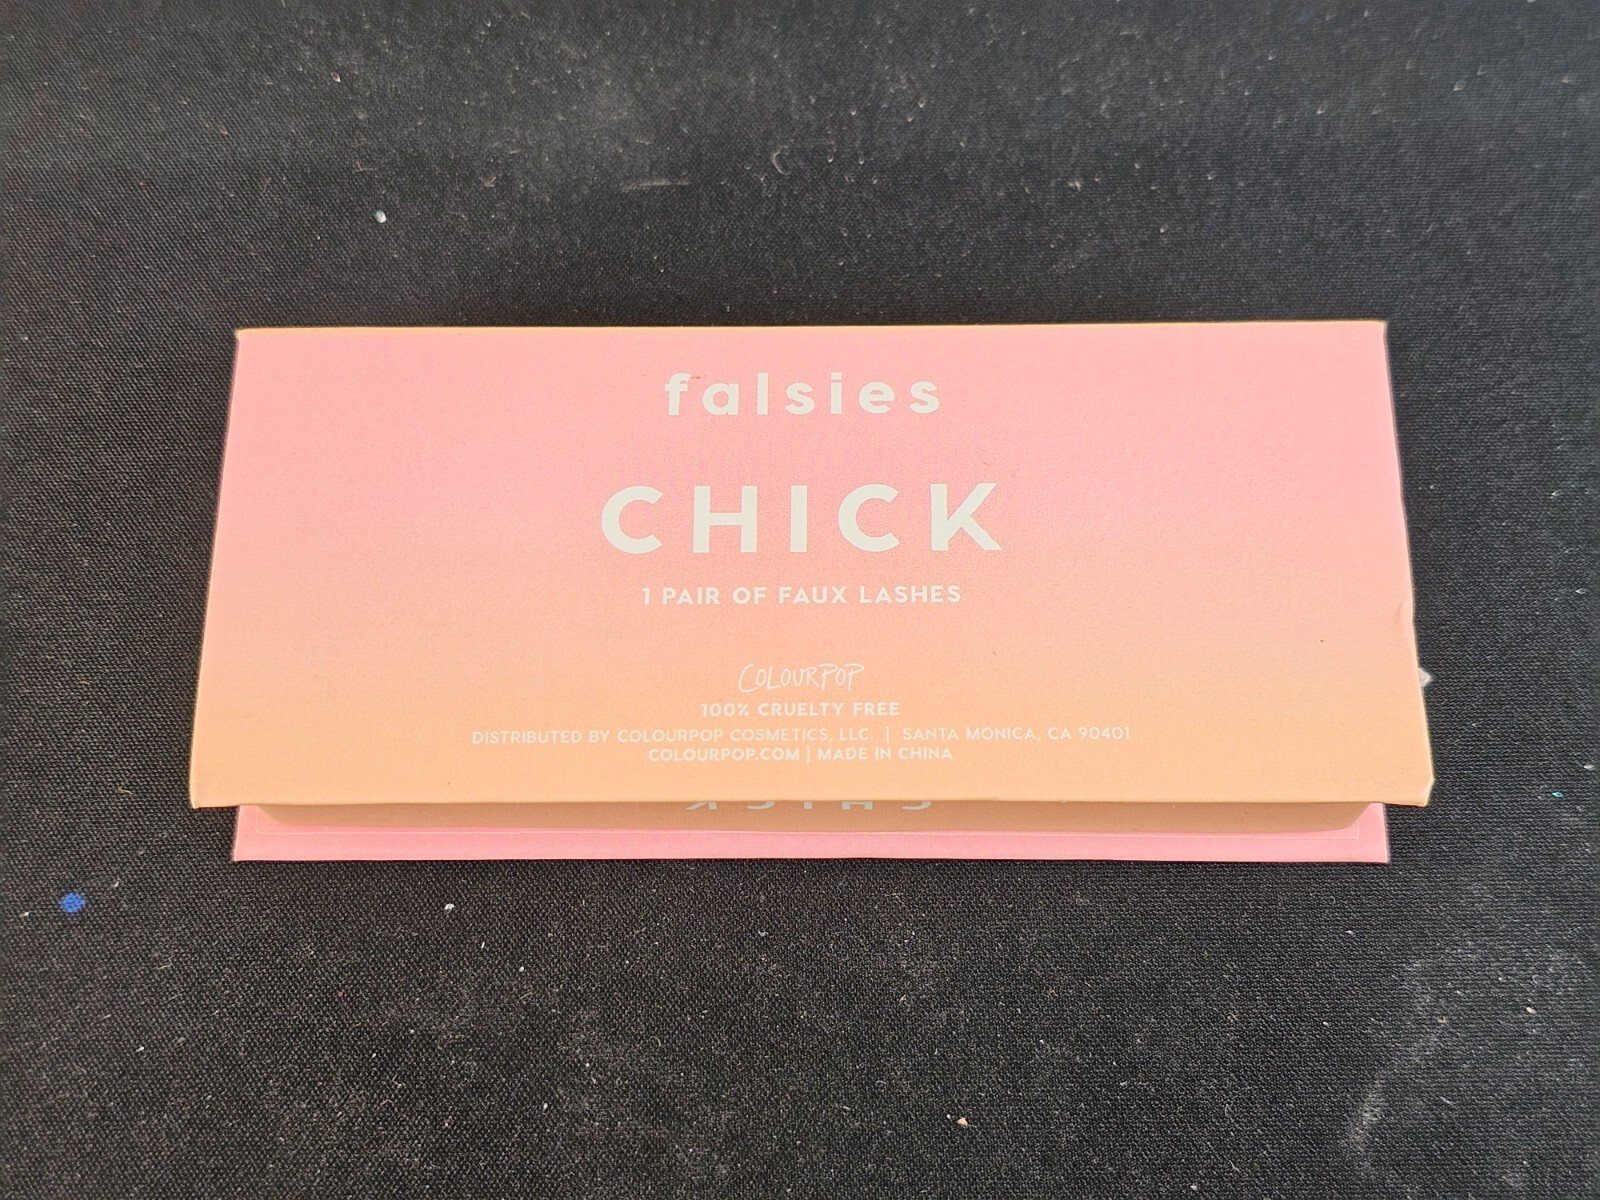 falsies
CHICK
1 PAIR OF FAUX LASHES
COLOURPOP
100% CRUELTY FREE
DISTRIBUTED BY COLOURPOP COSMETICS, LLC. | SANTA MONICA, CA 90401
COLOURPOP.COM | MADE IN CHINA
CHICK